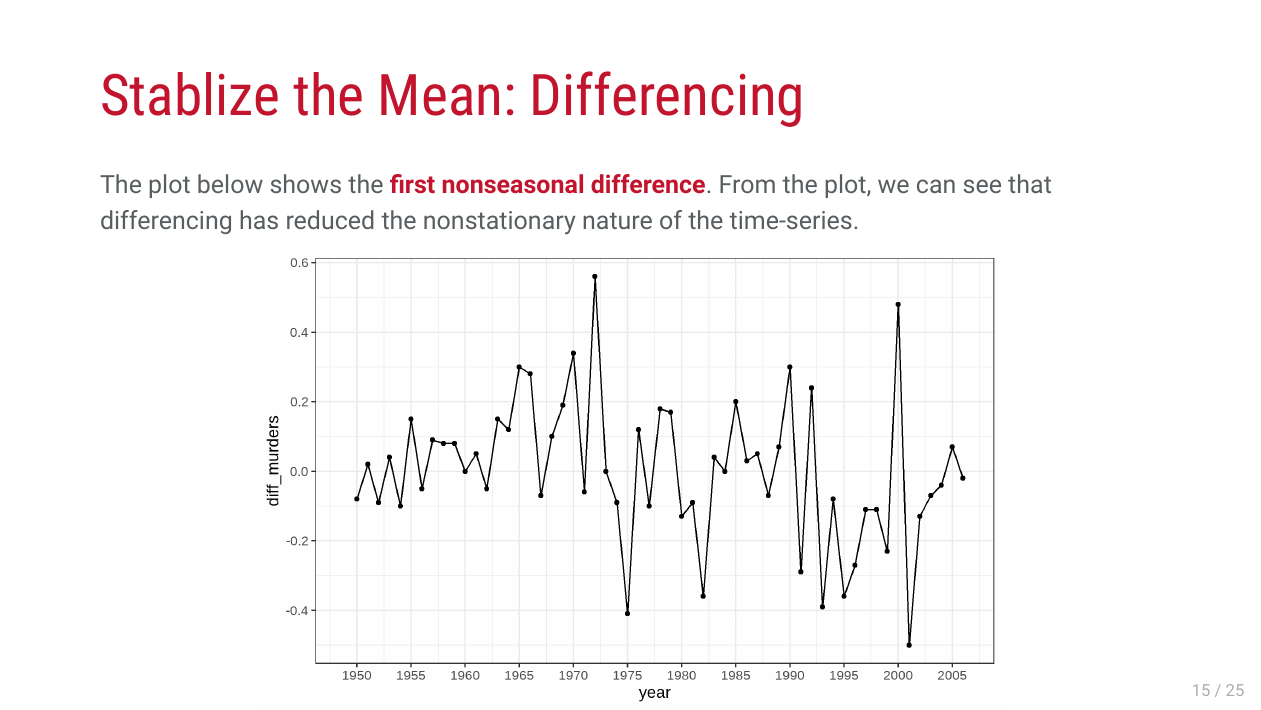 Stablize the Mean: Differencing
The plot below shows the first nonseasonal difference. From the plot, we can see that
differencing has reduced the nonstationary nature of the time-series.
0.6
0.4
0.2
0.0
-0.2
-0.4
diff_murders
1950 1955 1960 1965 1970 1975 1980 1985 1990 1995 2000 2005
year
15 / 25